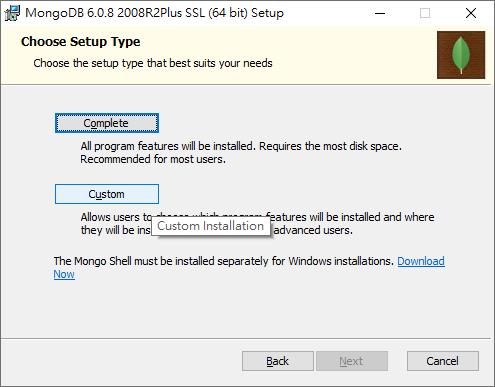 MongoDB 6.0.8 2008R2Plus SSL (64 bit) Setup
Choose Setup Type
Choose the setup type that best suits your needs
Complete
All program features will be installed. Requires the most disk space.
Recommended for most users.
Custom
Allows users to choose which program features will be installed and where
they will be ins
Custom Installation
advanced users.
The Mongo Shell must be installed separately for Windows installations. Download
Now
Back
Next
Cancel